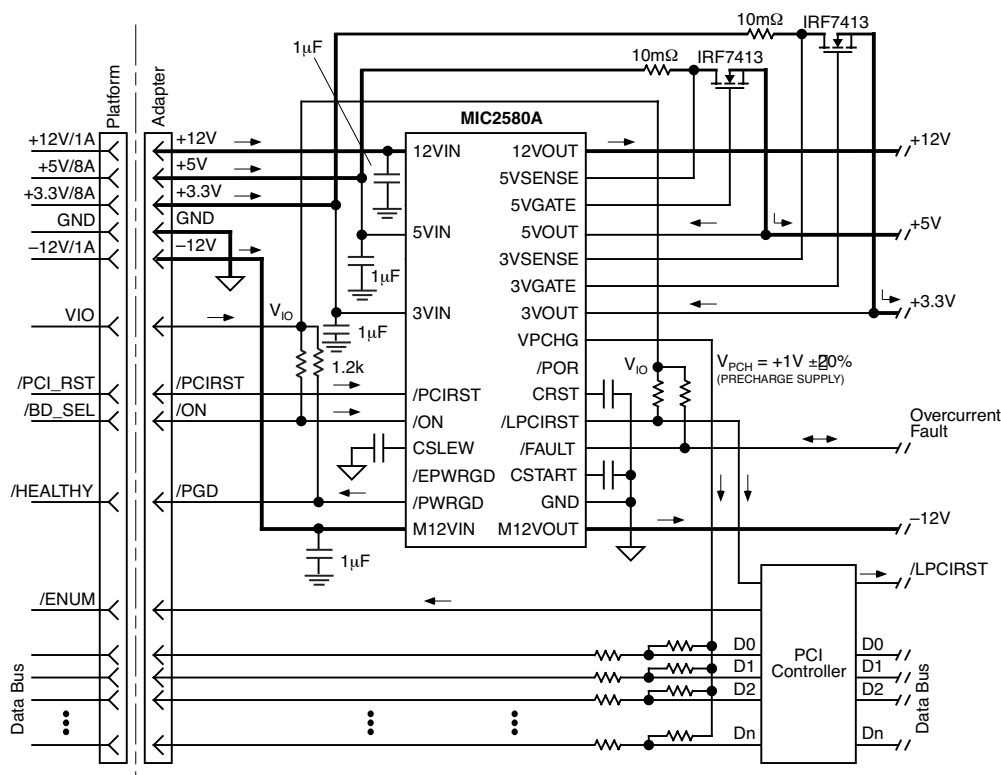 10mΩ
IRF7413
1µF
10mΩ
IRF7413
Platform
Adapter
MIC2580A
+12V/1A
+12V
12VIN
12VOUT
+12V
+5V/8A
+5V
5VSENSE
+3.3V/8A
+3.3V
5VGATE
GND
GND
5VIN
5VOUT
+5V
–12V/1A
–12V
3VSENSE
1µF
3VGATE
VIO
VIO
3VIN
3VOUT
+3.3V
1µF
VPCHG
1.2k
/POR
VIO
VPCH = +1V ±20%
(PRECHARGE SUPPLY)
/PCI_RST
/PCIRST
/PCIRST
CRST
/BD_SEL
/ON
/ON
/LPCIRST
Overcurrent
Fault
CSLEW
/FAULT
/EPWRGD
CSTART
/HEALTHY
/PGD
/PWRGD
GND
M12VIN
M12VOUT
–12V
1µF
/LPCIRST
/ENUM
PCI
Controller
Data Bus
D0
D0
D1
D1
D2
D2
Dn
Dn
Data Bus